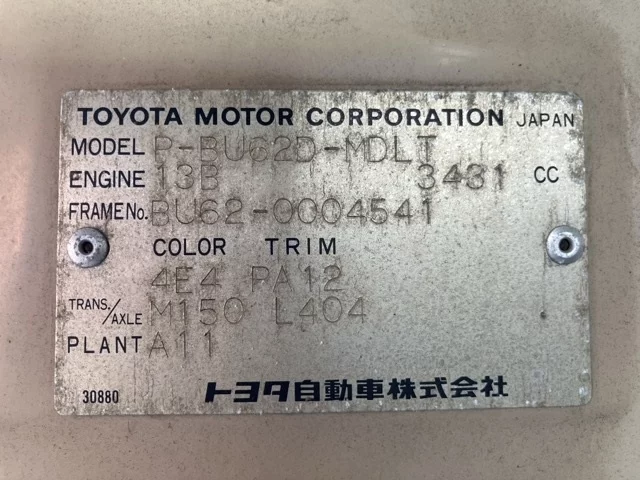 TOYOTA MOTOR CORPORATION JAPAN
MODEL P-BU62D-MDLT
ENGINE 13B 3431 CC
FRAME No. BU62-0004541
COLOR TRIM
4E4 PA12
TRANS./AXLE M150 L404
PLANT A11
30880 トヨタ自動車株式会社